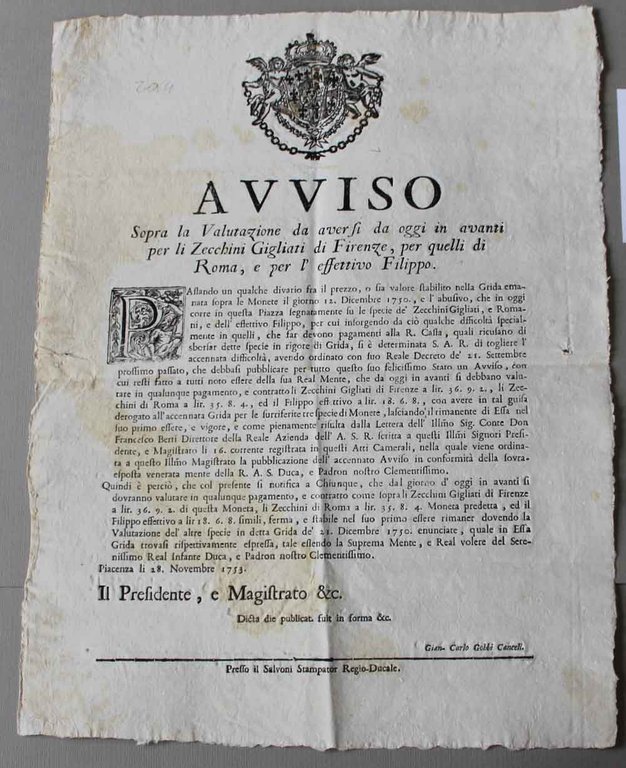 2014
AVVISO
Sopra la Valutazione da averſi da oggi in avanti
per li Zecchini Gigliati di Firenze, per quelli di
Roma, e per l' effettivo Filippo.
PAſſando un qualche divario fra il prezzo, o ſia valore ſtabilito nella Grida ema-
nata ſopra le Monete il giorno 12. Dicembre 1750., e l' abuſivo, che in oggi
corre in queſta Piazza ſegnatamente ſu le ſpecie de' Zecchini Gigliati, e Roma-
ni, e dell' effettivo Filippo, per cui inſorgendo da ciò qualche difficoltà ſpecial-
mente in quelli, che far devono pagamenti alla R. Caſſa, quali ricuſano di
sborſar dette ſpecie in rigore di Grida, ſi è determinata S. A. R. di togliere l'
accennata difficoltà, avendo ordinato con ſuo Reale Decreto de' 21. Settembre
proſſimo paſſato, che debbaſi pubblicare per tutto queſto ſuo feliciſſimo Stato un Avviſo, con
cui reſti fatto a tutti noto eſſere della ſua Real Mente, che da oggi in avanti ſi debbano valu-
tare in qualunque pagamento, e contratto li Zecchini Gigliati di Firenze a lir. 36. 9. 2., li Zec-
chini di Roma a lir. 35. 8. 4., ed il Filippo effettivo a lir. 18. 6. 8., con avere in tal guiſa
derogato all' accennata Grida per le ſurriferite tre ſpecie di Monete, laſciando il rimanente di Eſſa nel
ſuo primo eſſere, e vigore, e come pienamente riſulta dalla Lettera dell' Illm̃o Sig. Conte Don
Franceſco Berti Direttore della Reale Azienda dell' A. S. R. ſcritta a queſti Illm̃i Signori Preſi-
dente, e Magiſtrato li 16. corrente regiſtrata in queſti Atti Camerali, nella quale viene ordina-
to a queſto Illm̃o Magiſtrato la pubblicazione dell' accennato Avviſo in conformità della ſovra-
eſpoſta venerata mente della R. A. S. Duca, e Padron noſtro Clementiſſimo.
Quindi è perciò, che col preſente ſi notifica a Chiunque, che dal giorno d' oggi in avanti ſi
dovranno valutare in qualunque pagamento, e contratto come ſopra li Zecchini Gigliati di Firenze
a lir. 36. 9. 2. di queſta Moneta, li Zecchini di Roma a lir. 35. 8. 4. Moneta predetta, ed il
Filippo effettivo a lir 18. 6. 8. ſimili, ferma, e ſtabile nel ſuo primo eſſere rimaner dovendo la
Valutazione del' altre ſpecie in detta Grida de' 21. Dicembre 1750. enunciate, quale in Eſſa
Grida trovaſi riſpettivamente eſpreſſa, tale eſſendo la Suprema Mente, e Real volere del Sere-
niſſimo Real Infante Duca, e Padron noſtro Clementiſſimo.
Piacenza li 28. Novembre 1753.
Il Preſidente, e Magiſtrato &c.
Dicta die publicat. fuit in forma &c.
Gian- Carlo Gobbi Cancell.
Preſſo il Salvoni Stampator Regio-Ducale.